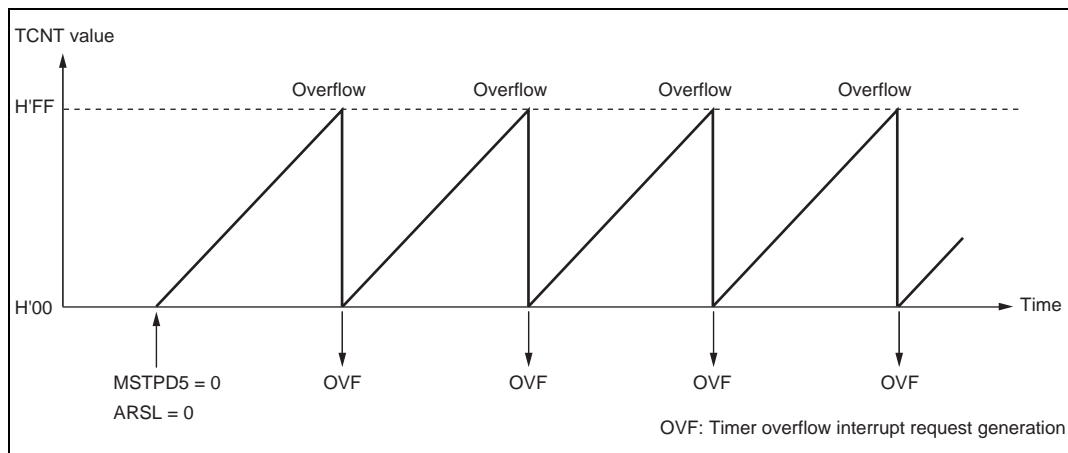 TCNT value
Overflow Overflow Overflow Overflow
H'FF
H'00
Time
MSTPD5 = 0
ARSL = 0
OVF OVF OVF OVF
OVF: Timer overflow interrupt request generation